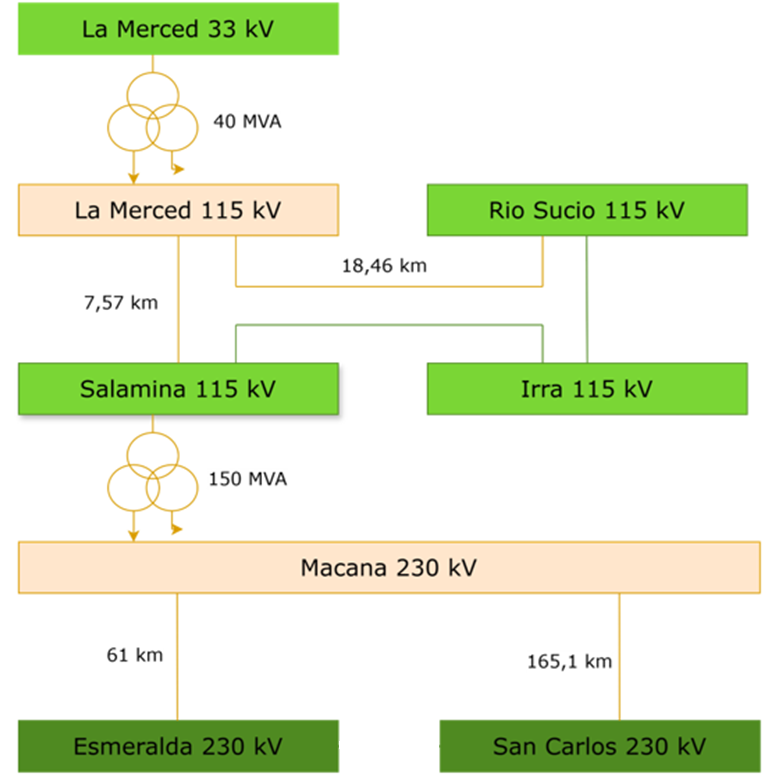 La Merced 33 kV
40 MVA
La Merced 115 kV
Rio Sucio 115 kV
18,46 km
7,57 km
Salamina 115 kV
Irra 115 kV
150 MVA
Macana 230 kV
61 km
165,1 km
Esmeralda 230 kV
San Carlos 230 kV